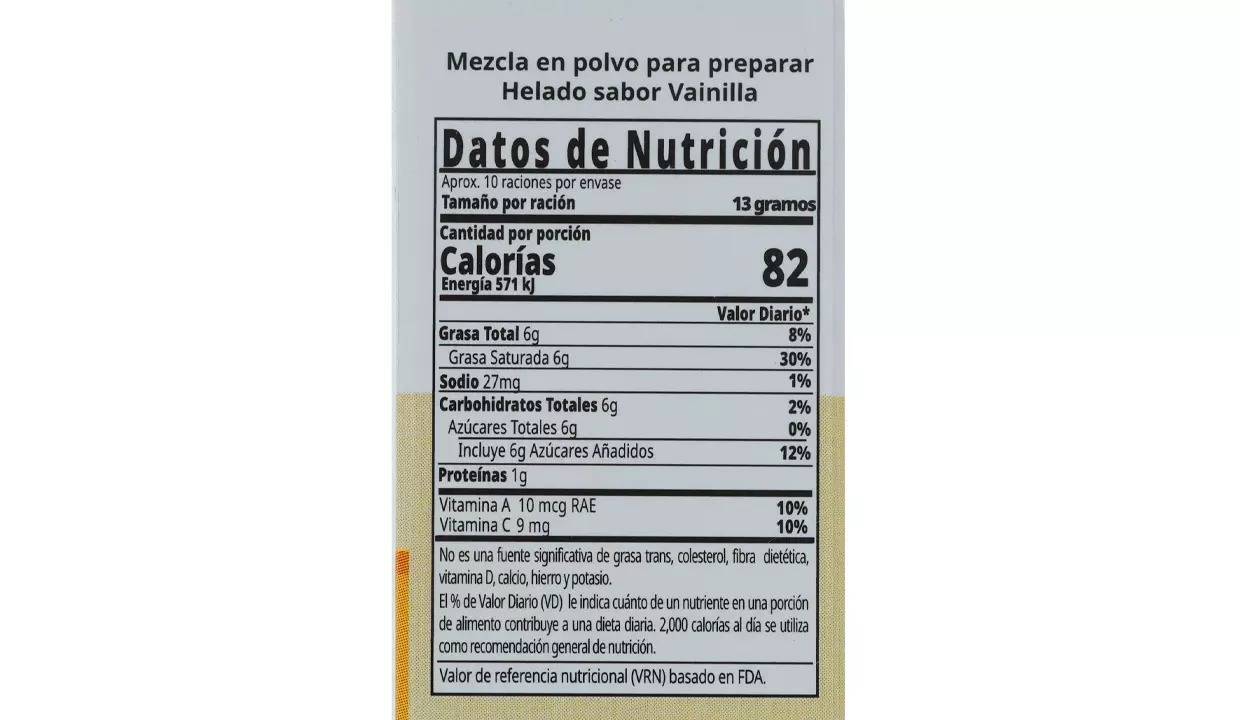 Mezcla en polvo para preparar
Helado sabor Vainilla
Datos de Nutrición
Aprox. 10 raciones por envase
Tamaño por ración 13 gramos
Cantidad por porción
Calorías 82
Energía 571 kJ
Valor Diario*
Grasa Total 6g 8%
Grasa Saturada 6g 30%
Sodio 27mg 1%
Carbohidratos Totales 6g 2%
Azúcares Totales 6g 0%
Incluye 6g Azúcares Añadidos 12%
Proteínas 1g
Vitamina A 10 mcg RAE 10%
Vitamina C 9 mg 10%
No es una fuente significativa de grasa trans, colesterol, fibra dietética,
vitamina D, calcio, hierro y potasio.
El % de Valor Diario (VD) le indica cuánto de un nutriente en una porción
de alimento contribuye a una dieta diaria. 2,000 calorías al día se utiliza
como recomendación general de nutrición.
Valor de referencia nutricional (VRN) basado en FDA.